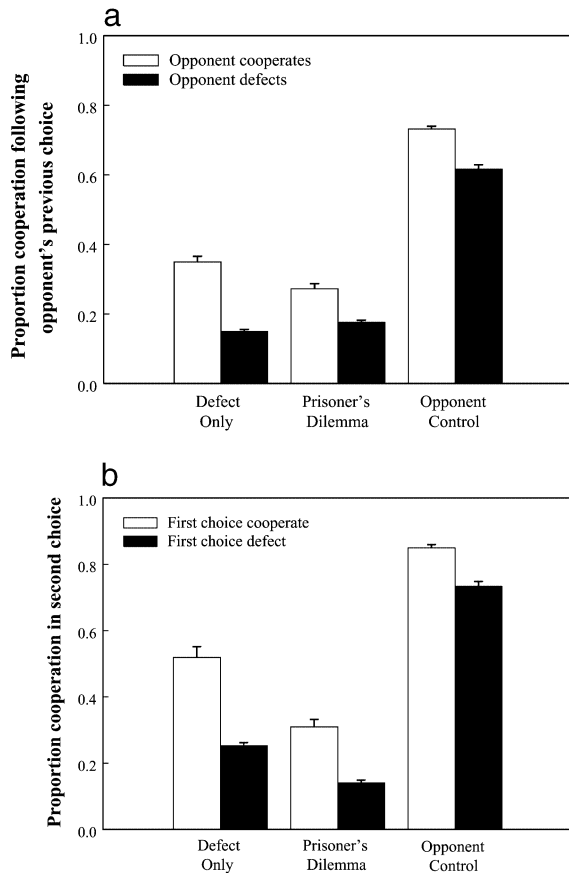 a
Proportion cooperation following
opponent's previous choice
1.0
0.8
0.6
0.4
0.2
0.0
Opponent cooperates
Opponent defects
Defect
Only
Prisoner's
Dilemma
Opponent
Control
b
Proportion cooperation in second choice
1.0
0.8
0.6
0.4
0.2
0.0
First choice cooperate
First choice defect
Defect
Only
Prisoner's
Dilemma
Opponent
Control